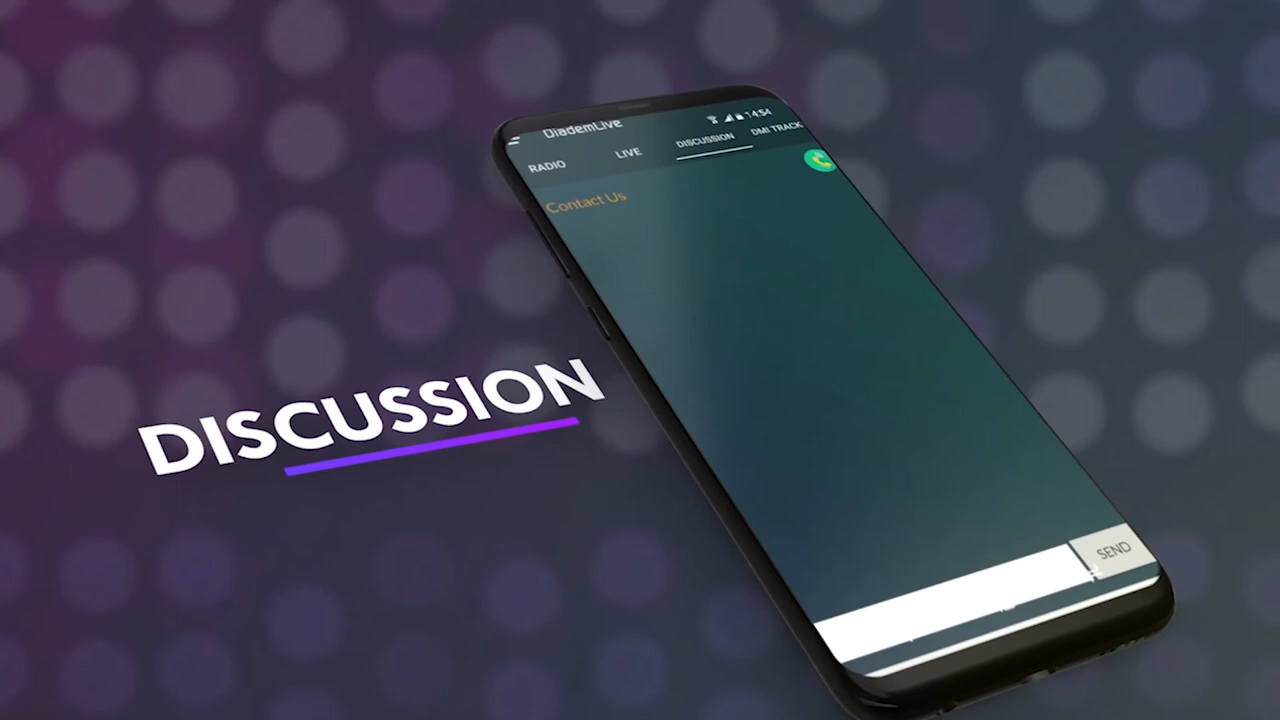 DiademLive
14:54
RADIO
LIVE
DISCUSSION
DMI TRACK
Contact Us
DISCUSSION
SEND